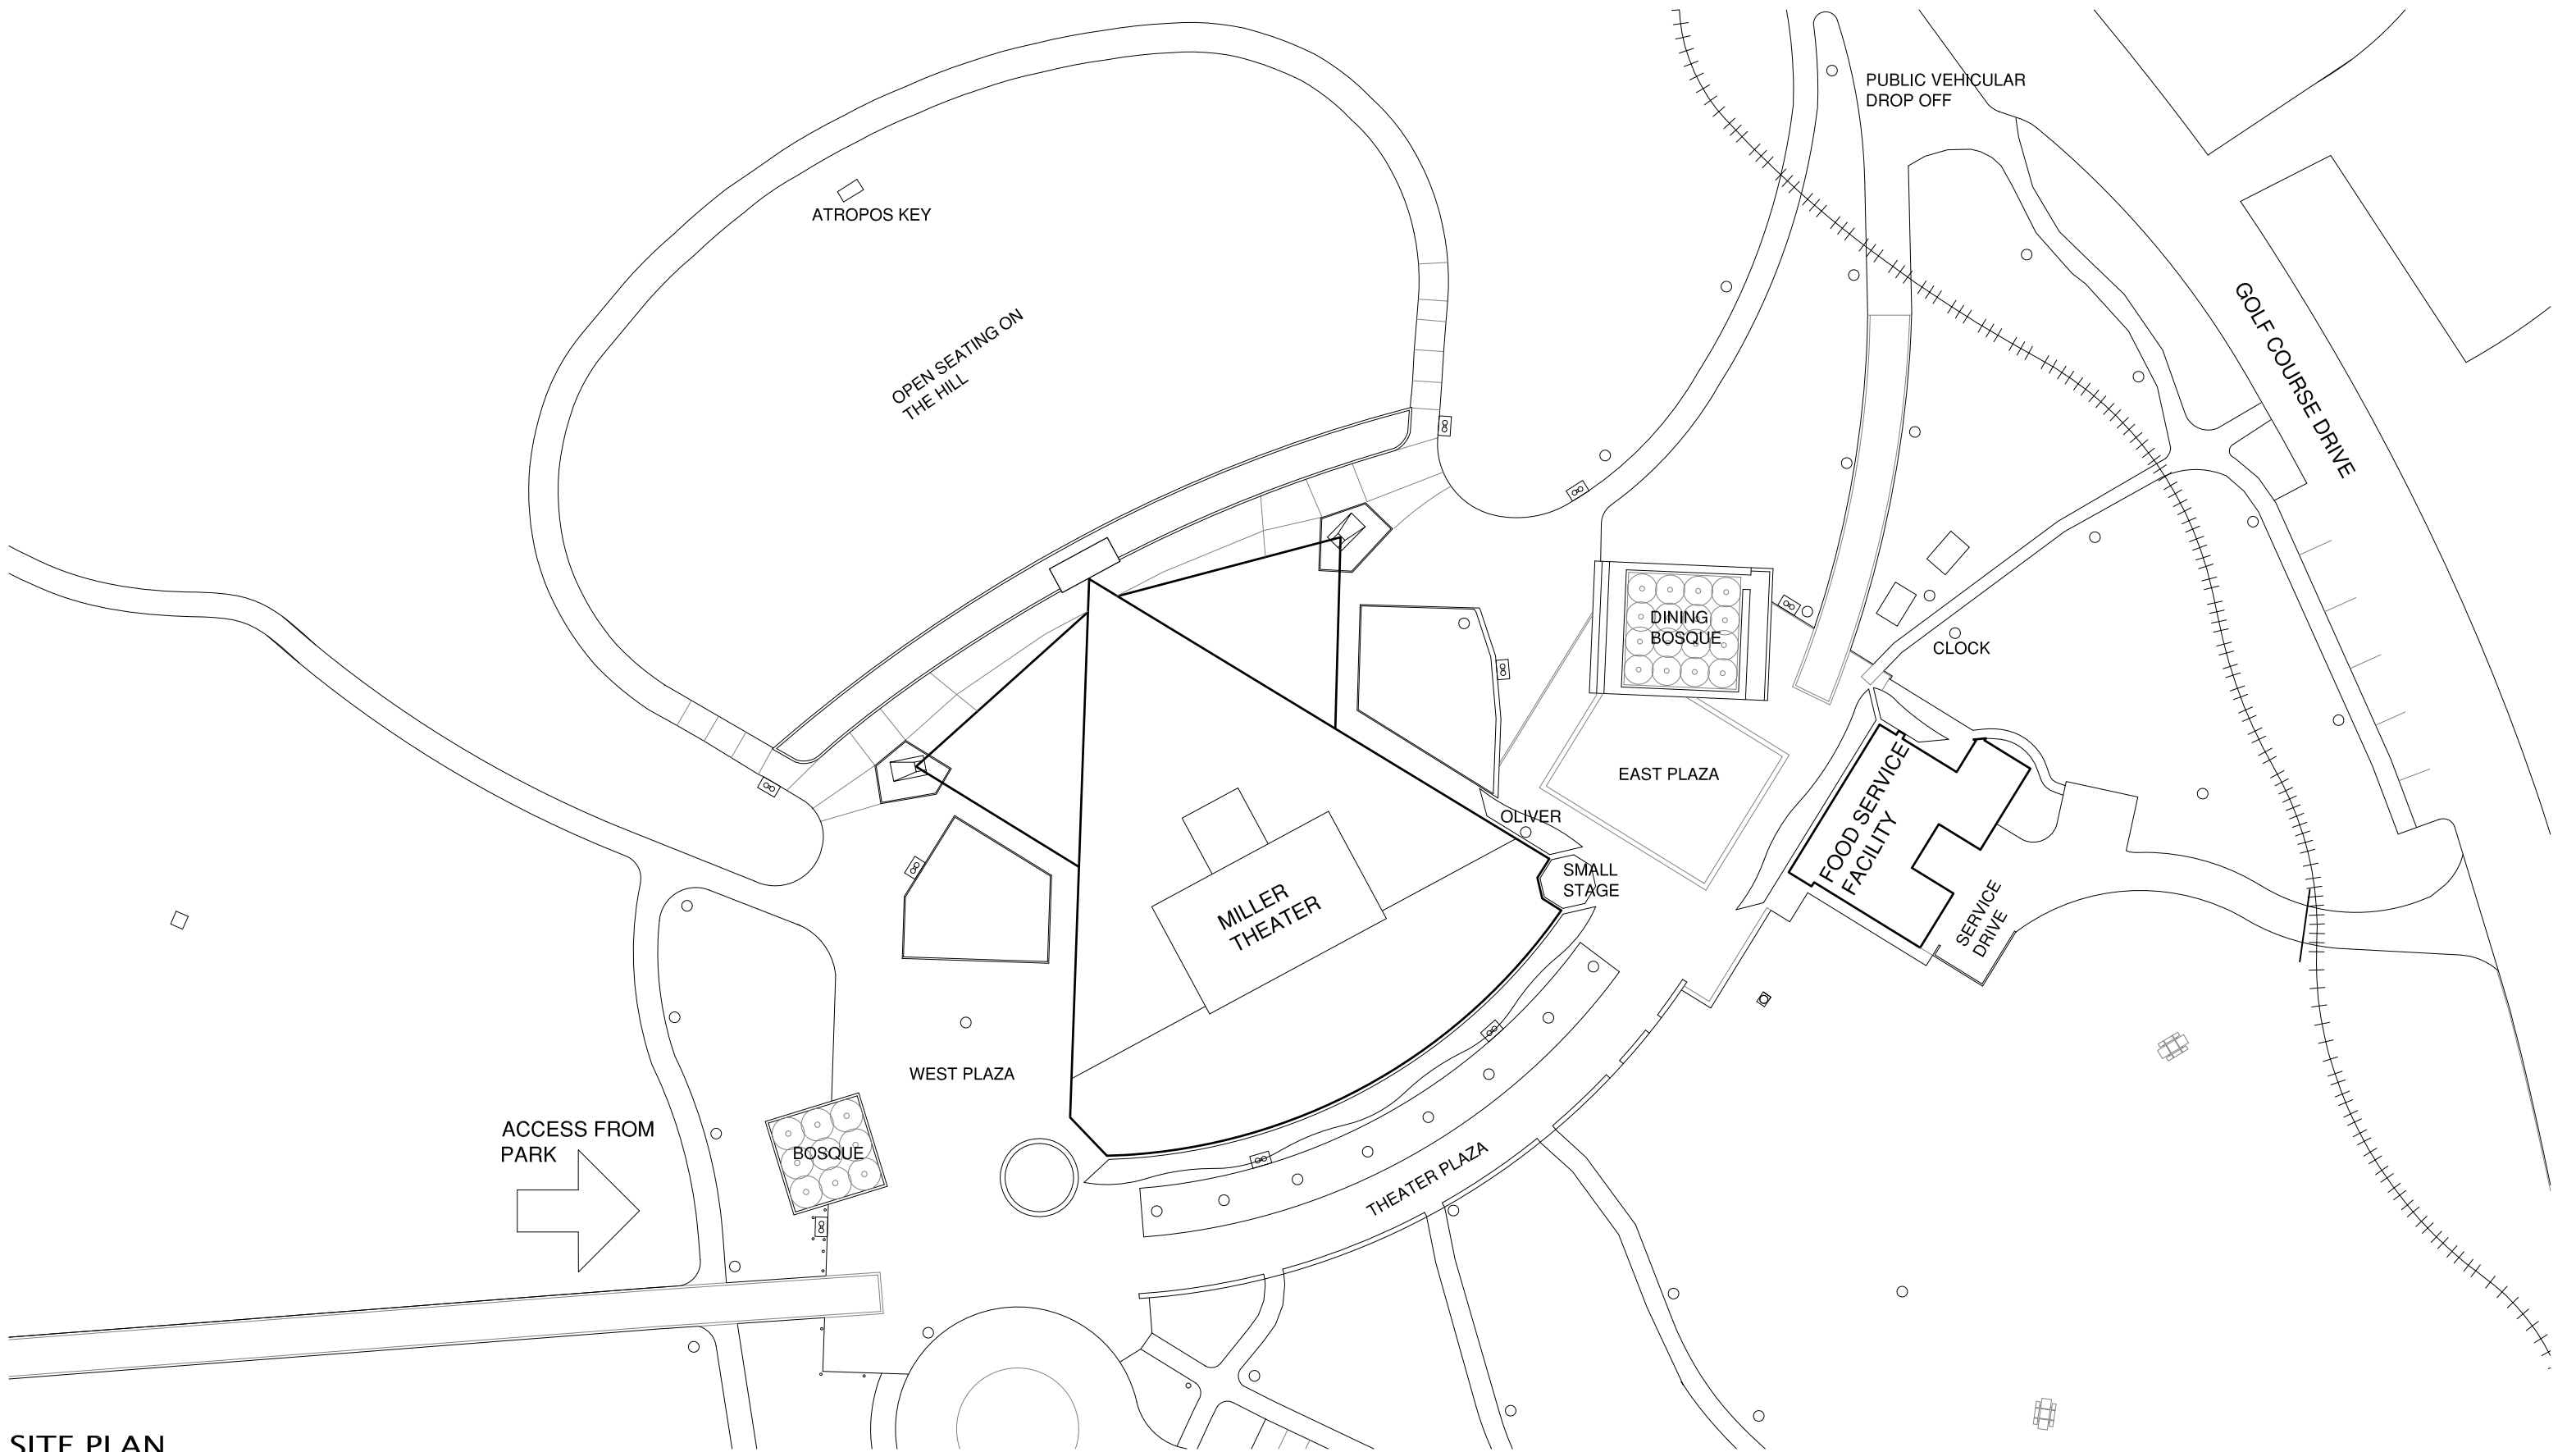 PUBLIC VEHICULAR
DROP OFF
ATROPOS KEY
OPEN SEATING ON
THE HILL
GOLF COURSE DRIVE
DINING
BOSQUE
CLOCK
EAST PLAZA
OLIVER
SMALL
STAGE
FOOD SERVICE
FACILITY
SERVICE
DRIVE
MILLER
THEATER
WEST PLAZA
ACCESS FROM
PARK
BOSQUE
THEATER PLAZA
SITE PLAN